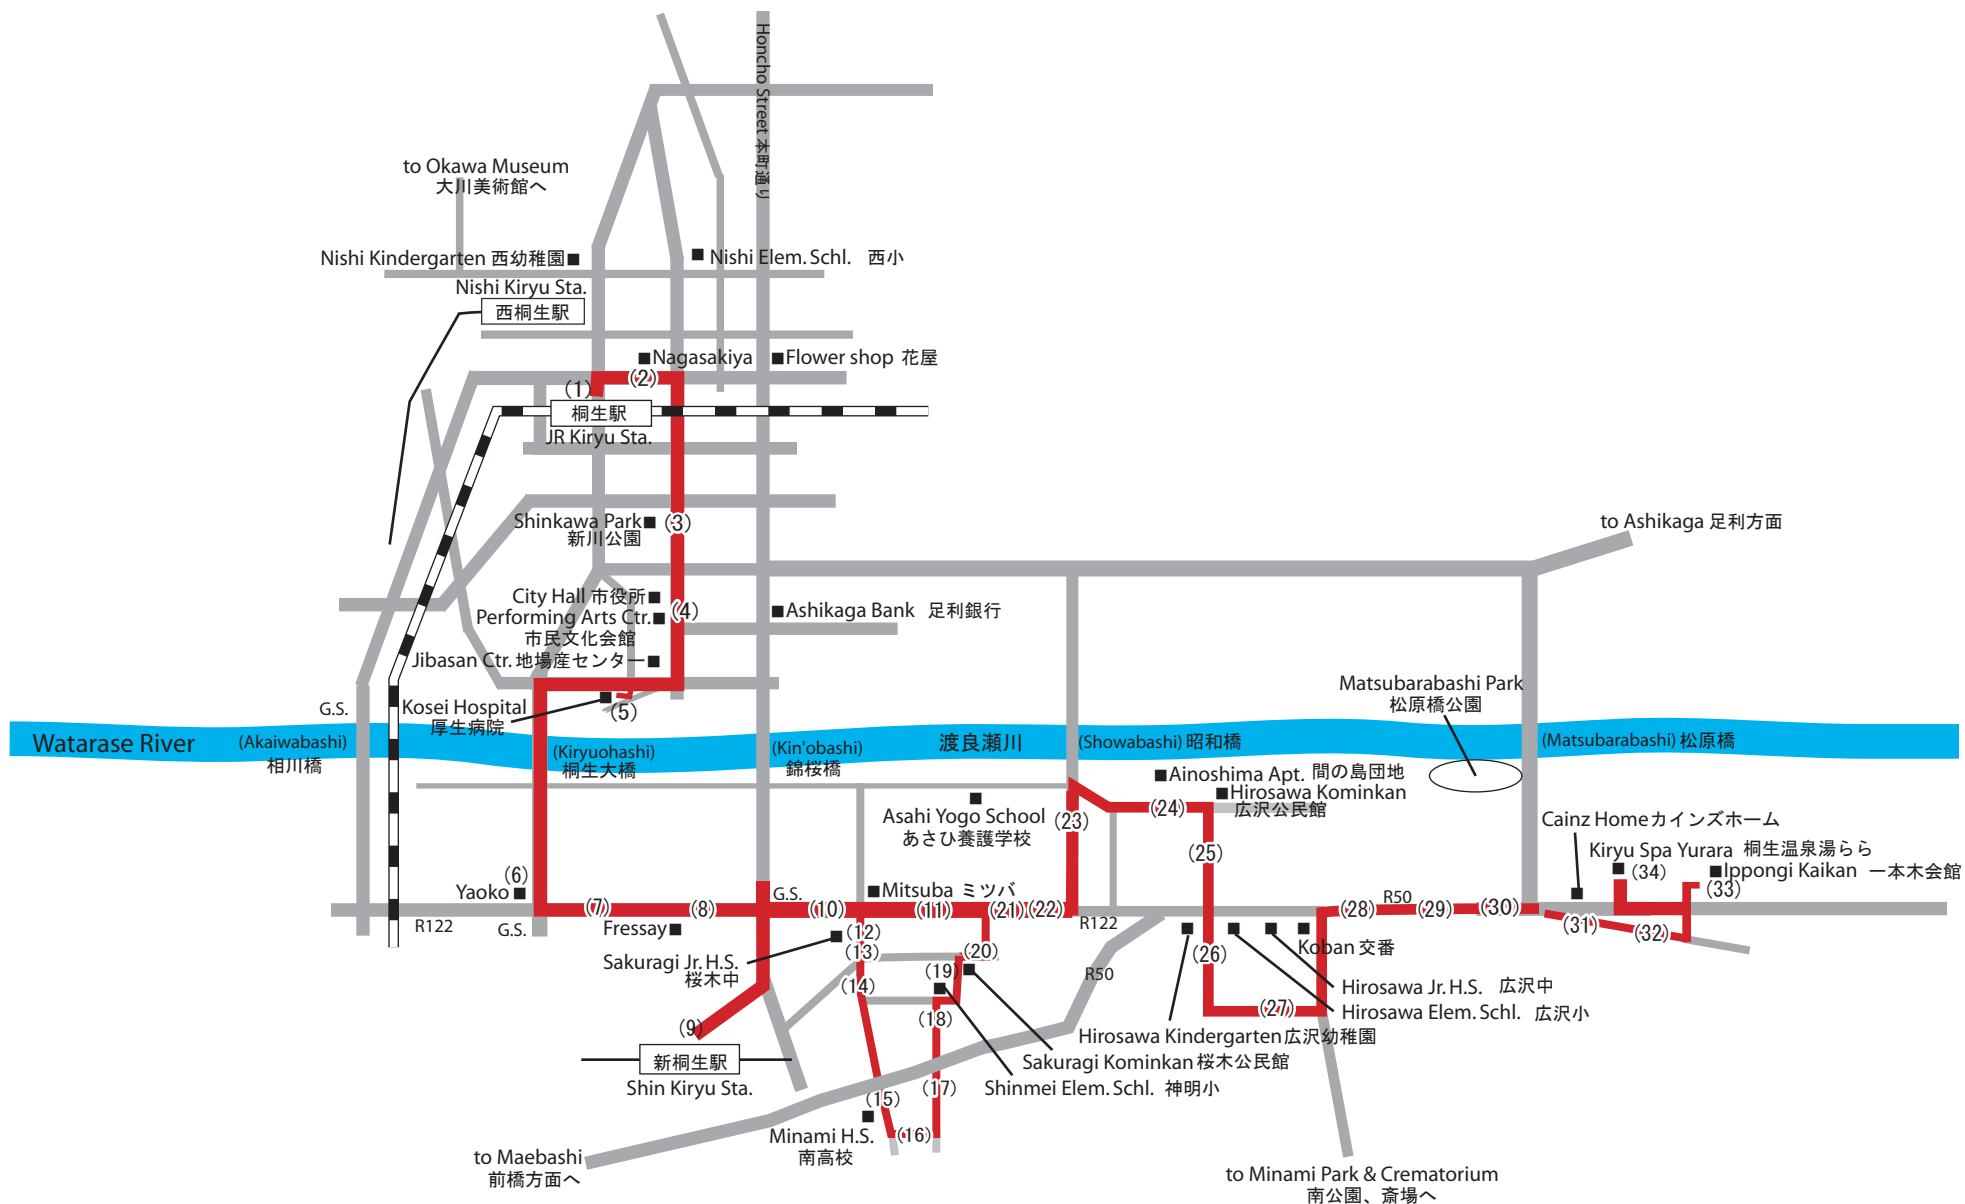 Honcho Street 本町通り
to Okawa Museum
大川美術館へ
Nishi Kindergarten 西幼稚園
Nishi Elem. Schl. 西小
Nishi Kiryu Sta.
西桐生駅
Nagasakiya
Flower shop 花屋
(1)
(2)
桐生駅
JR Kiryu Sta.
Shinkawa Park
新川公園
(3)
to Ashikaga 足利方面
City Hall 市役所
Performing Arts Ctr.
市民文化会館
(4)
Ashikaga Bank 足利銀行
Jibasan Ctr. 地場産センター
Kosei Hospital
厚生病院
(5)
G.S.
Matsubarabashi Park
松原橋公園
Watarase River
(Akaiwabashi)
相川橋
(Kiryuohashi)
桐生大橋
(Kin'obashi)
錦桜橋
渡良瀬川
(Showabashi) 昭和橋
(Matsubarabashi) 松原橋
Ainoshima Apt. 間の島団地
Hirosawa Kominkan
広沢公民館
Asahi Yogo School
あさひ養護学校
(23)
(24)
(25)
Cainz Home カインズホーム
Kiryu Spa Yurara 桐生温泉湯らら
(34)
Ippongi Kaikan 一本木会館
(33)
(6)
Yaoko
Mitsuba ミツバ
G.S.
R122
G.S.
(7)
(8)
(10)
(11)
(21)
(22)
R122
(28)
R50
(29)
(30)
(31)
(32)
Fressay
(12)
(13)
Sakuragi Jr. H.S.
桜木中
(14)
(20)
(19)
(18)
R50
(26)
Koban 交番
Hirosawa Jr. H.S. 広沢中
Hirosawa Elem. Schl. 広沢小
(27)
(9)
Hirosawa Kindergarten 広沢幼稚園
新桐生駅
Shin Kiryu Sta.
Sakuragi Kominkan 桜木公民館
Shinmei Elem. Schl. 神明小
(17)
(15)
(16)
Minami H.S.
南高校
to Maebashi
前橋方面へ
to Minami Park & Crematorium
南公園、斎場へ